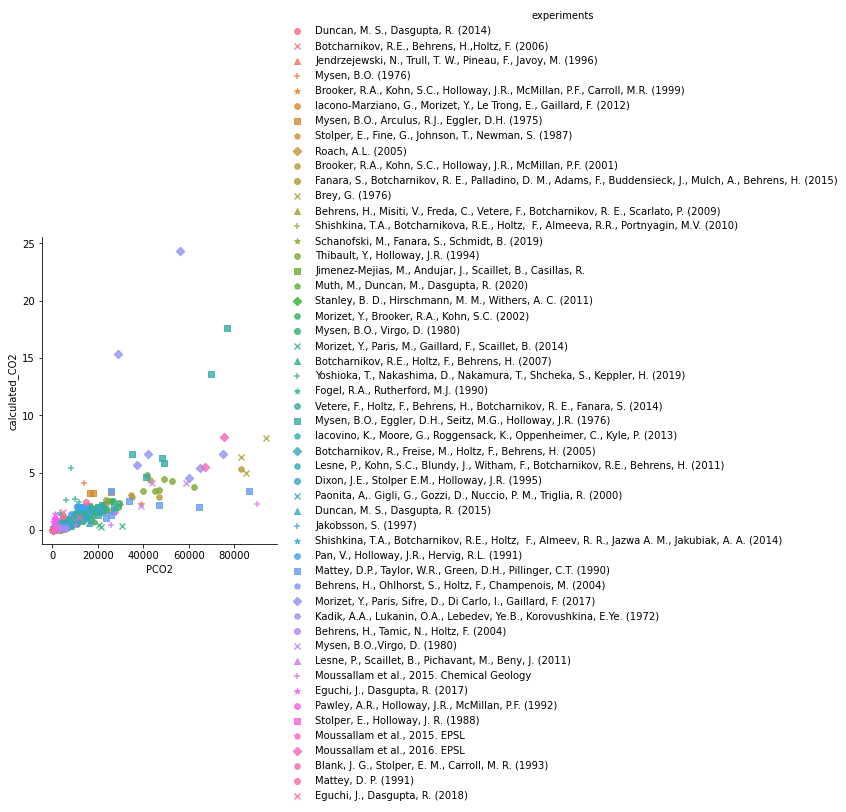 experiments
Duncan, M. S., Dasgupta, R. (2014)
Botcharnikov, R.E., Behrens, H.,Holtz, F. (2006)
Jendrzejewski, N., Trull, T. W., Pineau, F., Javoy, M. (1996)
Mysen, B.O. (1976)
Brooker, R.A., Kohn, S.C., Holloway, J.R., McMillan, P.F., Carroll, M.R. (1999)
Iacono-Marziano, G., Morizet, Y., Le Trong, E., Gaillard, F. (2012)
Mysen, B.O., Arculus, R.J., Eggler, D.H. (1975)
Stolper, E., Fine, G., Johnson, T., Newman, S. (1987)
Roach, A.L. (2005)
Brooker, R.A., Kohn, S.C., Holloway, J.R., McMillan, P.F. (2001)
Fanara, S., Botcharnikov, R. E., Palladino, D. M., Adams, F., Buddensieck, J., Mulch, A., Behrens, H. (2015)
Brey, G. (1976)
Behrens, H., Misiti, V., Freda, C., Vetere, F., Botcharnikov, R. E., Scarlato, P. (2009)
Shishkina, T.A., Botcharnikova, R.E., Holtz,  F., Almeeva, R.R., Portnyagin, M.V. (2010)
Schanofski, M., Fanara, S., Schmidt, B. (2019)
Thibault, Y., Holloway, J.R. (1994)
Jimenez-Mejias, M., Andujar, J., Scaillet, B., Casillas, R.
Muth, M., Duncan, M., Dasgupta, R. (2020)
Stanley, B. D., Hirschmann, M. M., Withers, A. C. (2011)
Morizet, Y., Brooker, R.A., Kohn, S.C. (2002)
Mysen, B.O., Virgo, D. (1980)
Morizet, Y., Paris, M., Gaillard, F., Scaillet, B. (2014)
Botcharnikov, R.E., Holtz, F., Behrens, H. (2007)
Yoshioka, T., Nakashima, D., Nakamura, T., Shcheka, S., Keppler, H. (2019)
Fogel, R.A., Rutherford, M.J. (1990)
Vetere, F., Holtz, F., Behrens, H., Botcharnikov, R. E., Fanara, S. (2014)
Mysen, B.O., Eggler, D.H., Seitz, M.G., Holloway, J.R. (1976)
Iacovino, K., Moore, G., Roggensack, K., Oppenheimer, C., Kyle, P. (2013)
Botcharnikov, R., Freise, M., Holtz, F., Behrens, H. (2005)
Lesne, P., Kohn, S.C., Blundy, J., Witham, F., Botcharnikov, R.E., Behrens, H. (2011)
Dixon, J.E., Stolper E.M., Holloway, J.R. (1995)
Paonita, A,. Gigli, G., Gozzi, D., Nuccio, P. M., Triglia, R. (2000)
Duncan, M. S., Dasgupta, R. (2015)
Jakobsson, S. (1997)
Shishkina, T.A., Botcharnikov, R.E., Holtz,  F., Almeev, R. R., Jazwa A. M., Jakubiak, A. A. (2014)
Pan, V., Holloway, J.R., Hervig, R.L. (1991)
Mattey, D.P., Taylor, W.R., Green, D.H., Pillinger, C.T. (1990)
Behrens, H., Ohlhorst, S., Holtz, F., Champenois, M. (2004)
Morizet, Y., Paris, Sifre, D., Di Carlo, I., Gaillard, F. (2017)
Kadik, A.A., Lukanin, O.A., Lebedev, Ye.B., Korovushkina, E.Ye. (1972)
Behrens, H., Tamic, N., Holtz, F. (2004)
Mysen, B.O.,Virgo, D. (1980)
Lesne, P., Scaillet, B., Pichavant, M., Beny, J. (2011)
Moussallam et al., 2015. Chemical Geology
Eguchi, J., Dasgupta, R. (2017)
Pawley, A.R., Holloway, J.R., McMillan, P.F. (1992)
Stolper, E., Holloway, J. R. (1988)
Moussallam et al., 2015. EPSL
Moussallam et al., 2016. EPSL
Blank, J. G., Stolper, E. M., Carroll, M. R. (1993)
Mattey, D. P. (1991)
Eguchi, J., Dasgupta, R. (2018)
25
20
15
10
5
0
calculated_CO2
0 20000 40000 60000 80000
PCO2